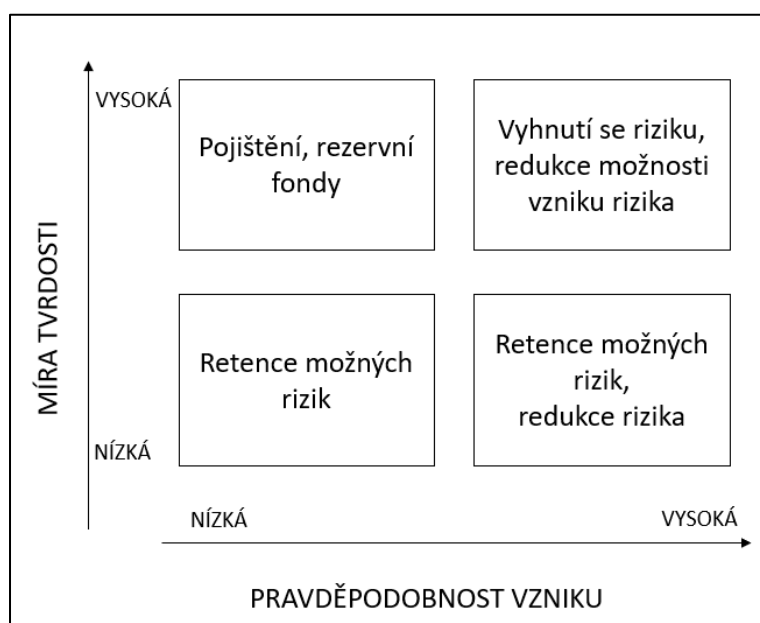 VYSOKÁ
Pojištění, rezervní
fondy
Vyhnutí se riziku,
redukce možnosti
vzniku rizika
MÍRA TVRDOSTI
Retence možných
rizik
Retence možných
rizik,
redukce rizika
NÍZKÁ
NÍZKÁ
VYSOKÁ
PRAVDĚPODOBNOST VZNIKU